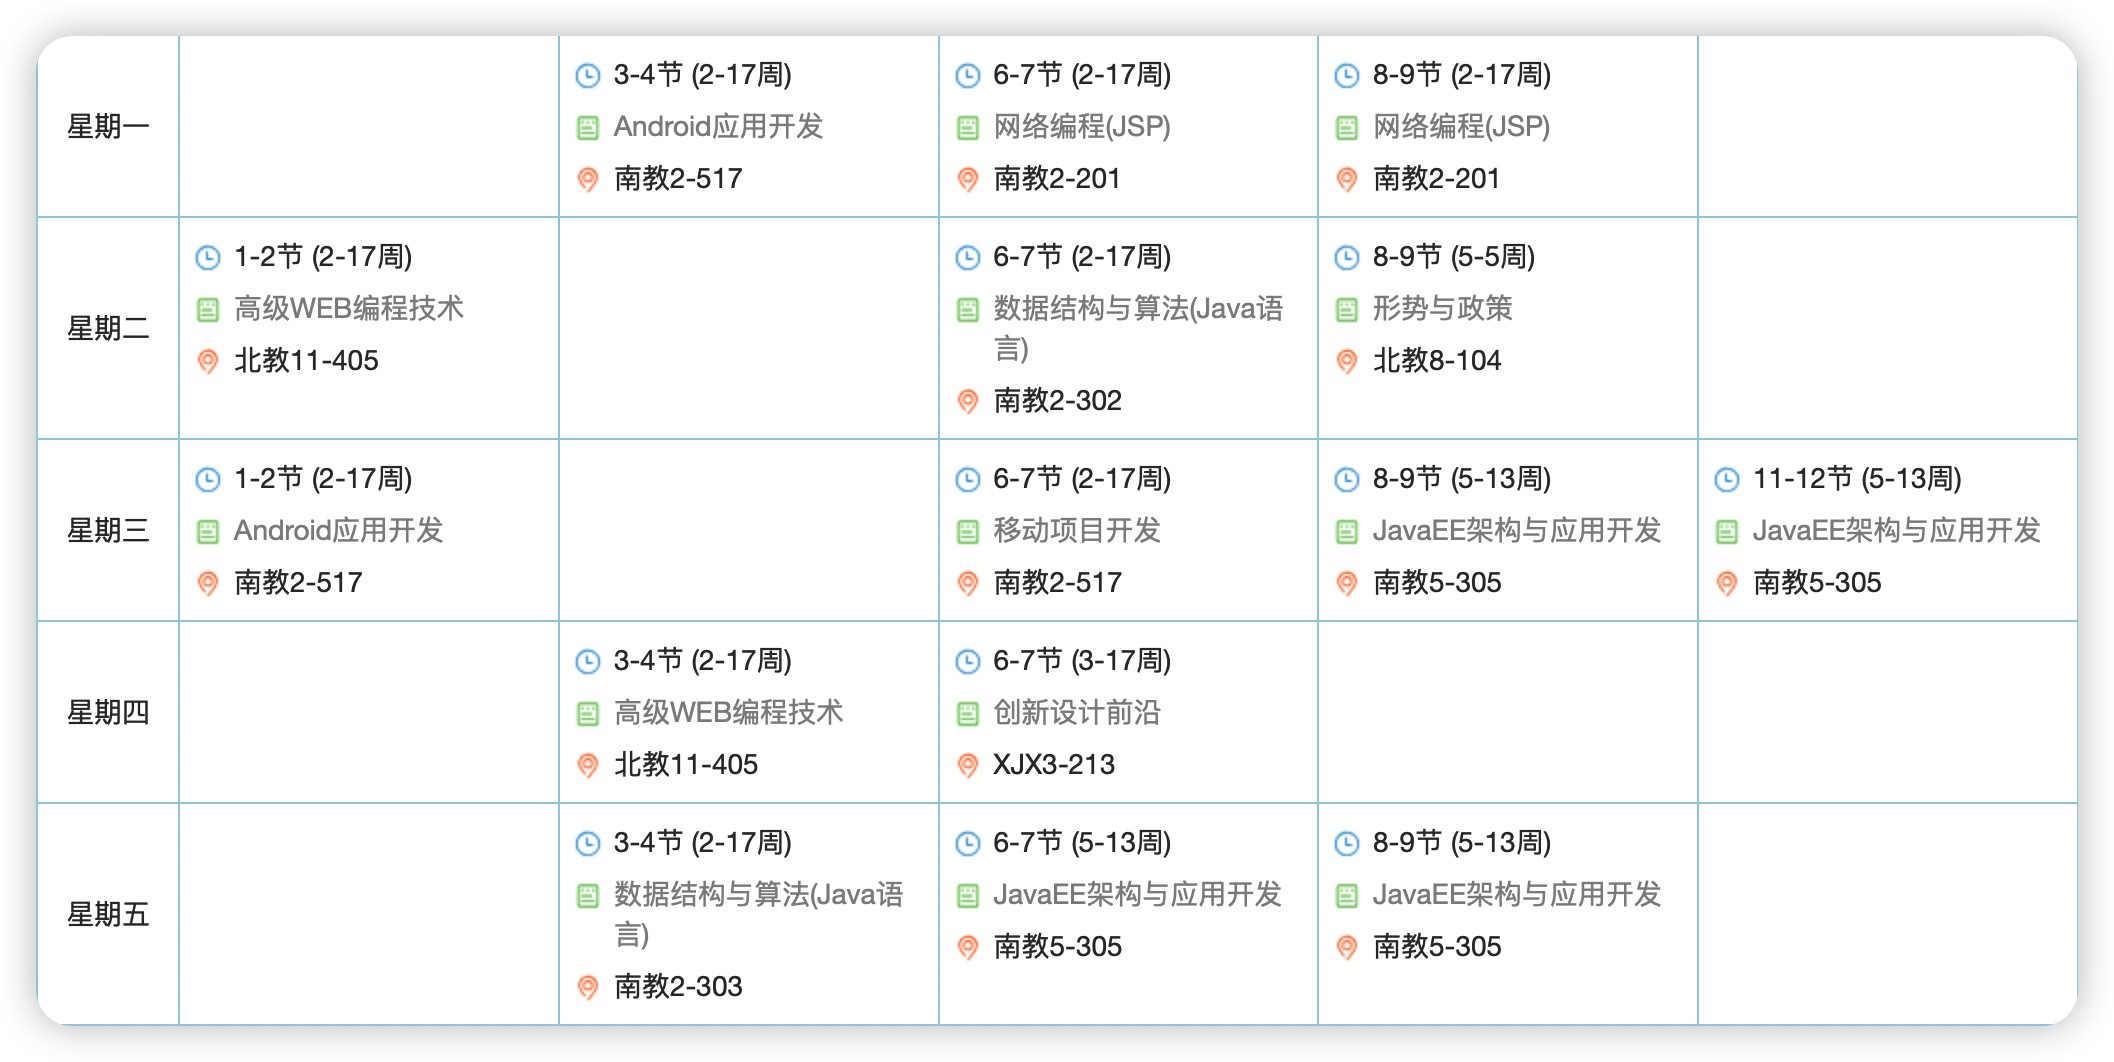 星期一
3-4节 (2-17周)
Android应用开发
南教2-517
6-7节 (2-17周)
网络编程(JSP)
南教2-201
8-9节 (2-17周)
网络编程(JSP)
南教2-201
星期二
1-2节 (2-17周)
高级WEB编程技术
北教11-405
6-7节 (2-17周)
数据结构与算法(Java语
言)
南教2-302
8-9节 (5-5周)
形势与政策
北教8-104
星期三
1-2节 (2-17周)
Android应用开发
南教2-517
6-7节 (2-17周)
移动项目开发
南教2-517
8-9节 (5-13周)
JavaEE架构与应用开发
南教5-305
11-12节 (5-13周)
JavaEE架构与应用开发
南教5-305
星期四
3-4节 (2-17周)
高级WEB编程技术
北教11-405
6-7节 (3-17周)
创新设计前沿
XJX3-213
星期五
3-4节 (2-17周)
数据结构与算法(Java语
言)
南教2-303
6-7节 (5-13周)
JavaEE架构与应用开发
南教5-305
8-9节 (5-13周)
JavaEE架构与应用开发
南教5-305